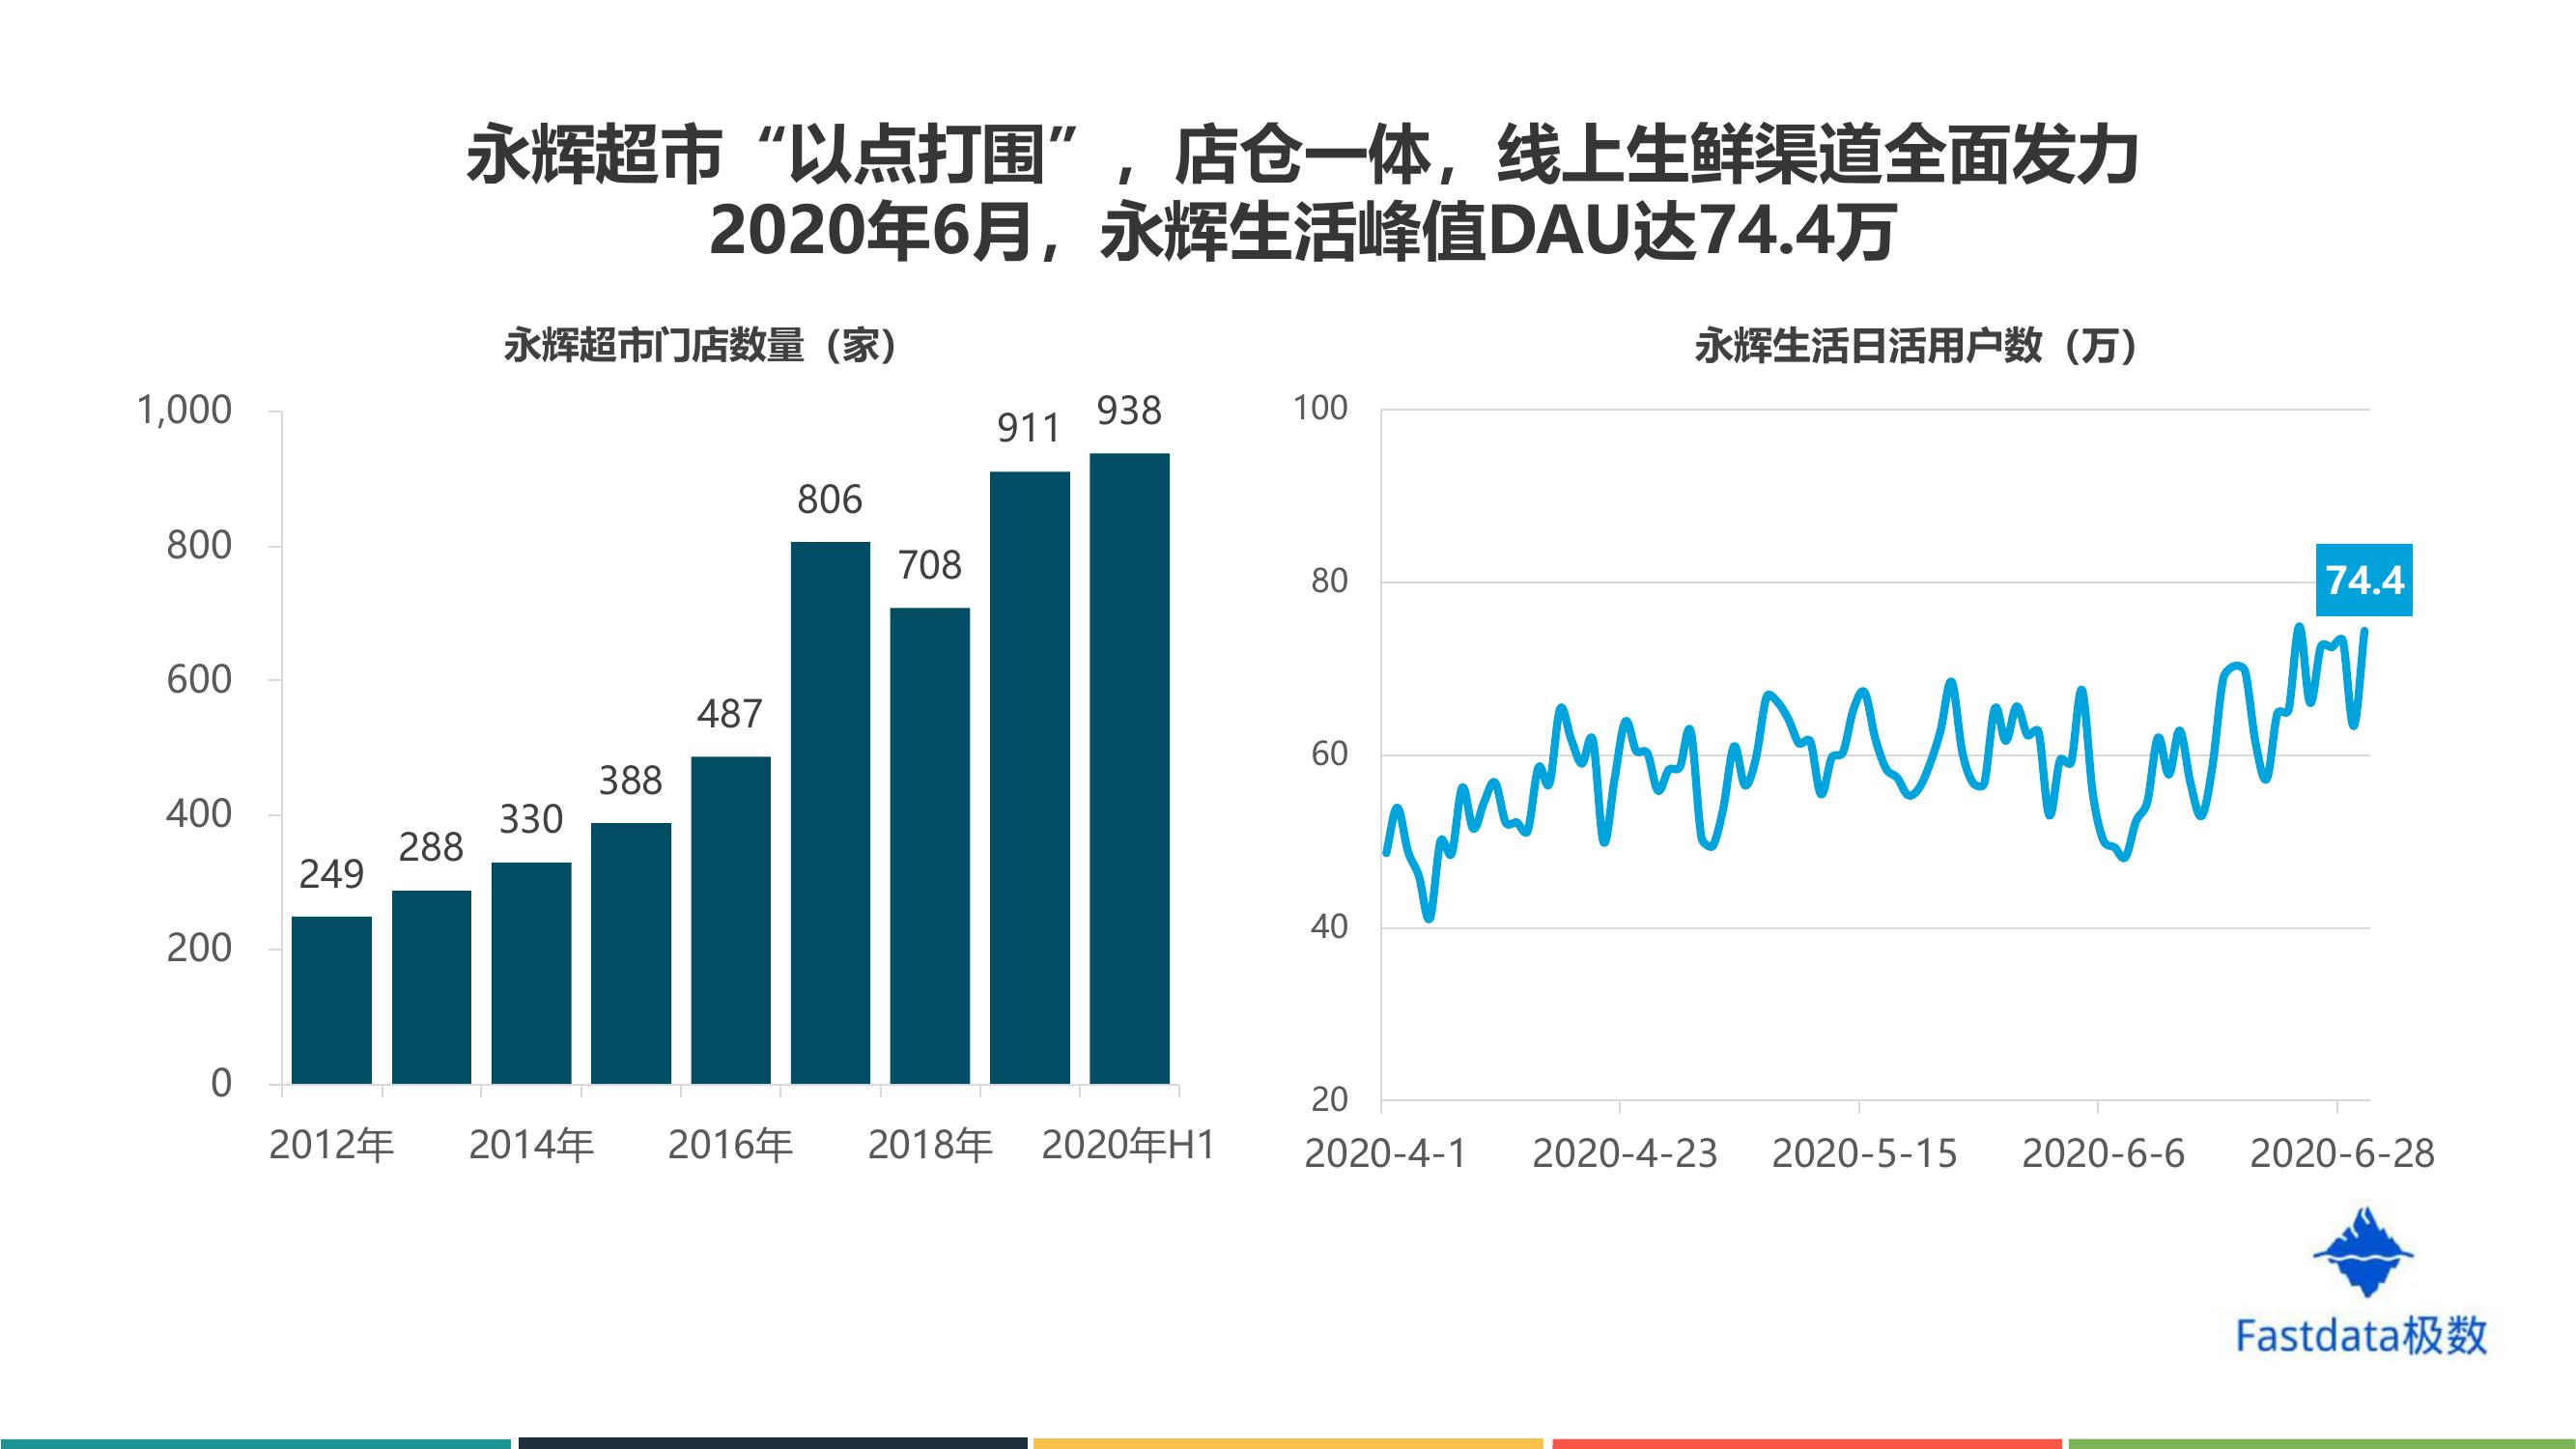 永辉超市“以点打围”，店仓一体，线上生鲜渠道全面发力
2020年6月，永辉生活峰值DAU达74.4万
永辉超市门店数量（家）
1,000
800
600
400
200
0
249
288
330
388
487
806
708
911
938
2012年
2014年
2016年
2018年
2020年H1
永辉生活日活用户数（万）
100
80
60
40
20
74.4
2020-4-1
2020-4-23
2020-5-15
2020-6-6
2020-6-28
Fastdata极数